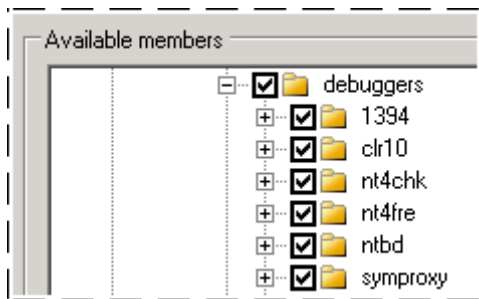 Available members
debuggers
1394
clr10
nt4chk
nt4fre
ntbd
symproxy